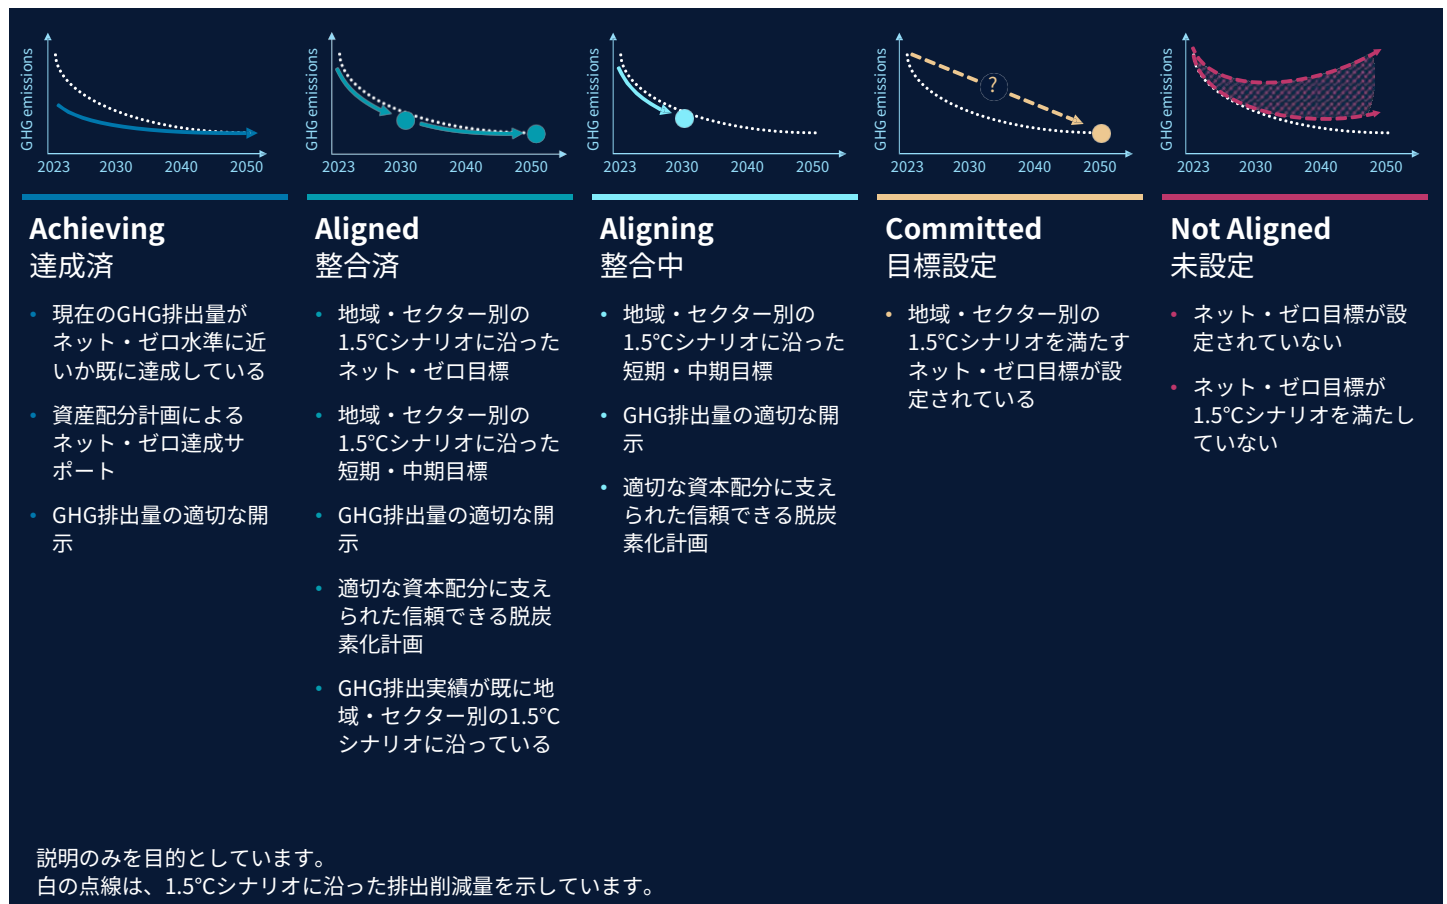 GHG emissions
2023 2030 2040 2050
Achieving
達成済
• 現在のGHG排出量が
ネット・ゼロ水準に近
いか既に達成している
• 資産配分計画による
ネット・ゼロ達成サ
ポート
• GHG排出量の適切な開
示
GHG emissions
2023 2030 2040 2050
Aligned
整合済
• 地域・セクター別の
1.5℃シナリオに沿った
ネット・ゼロ目標
• 地域・セクター別の
1.5℃シナリオに沿った
短期・中期目標
• GHG排出量の適切な開
示
• 適切な資本配分に支え
られた信頼できる脱炭
素化計画
• GHG排出実績が既に地
域・セクター別の1.5℃
シナリオに沿っている
GHG emissions
2023 2030 2040 2050
Aligning
整合中
• 地域・セクター別の
1.5℃シナリオに沿った
短期・中期目標
• GHG排出量の適切な開
示
• 適切な資本配分に支え
られた信頼できる脱炭
素化計画
GHG emissions
?
2023 2030 2040 2050
Committed
目標設定
• 地域・セクター別の
1.5℃シナリオを満たす
ネット・ゼロ目標が設
定されている
GHG emissions
2023 2030 2040 2050
Not Aligned
未設定
• ネット・ゼロ目標が設
定されていない
• ネット・ゼロ目標が
1.5℃シナリオを満たし
ていない
説明のみを目的としています。
白の点線は、1.5℃シナリオに沿った排出削減量を示しています。